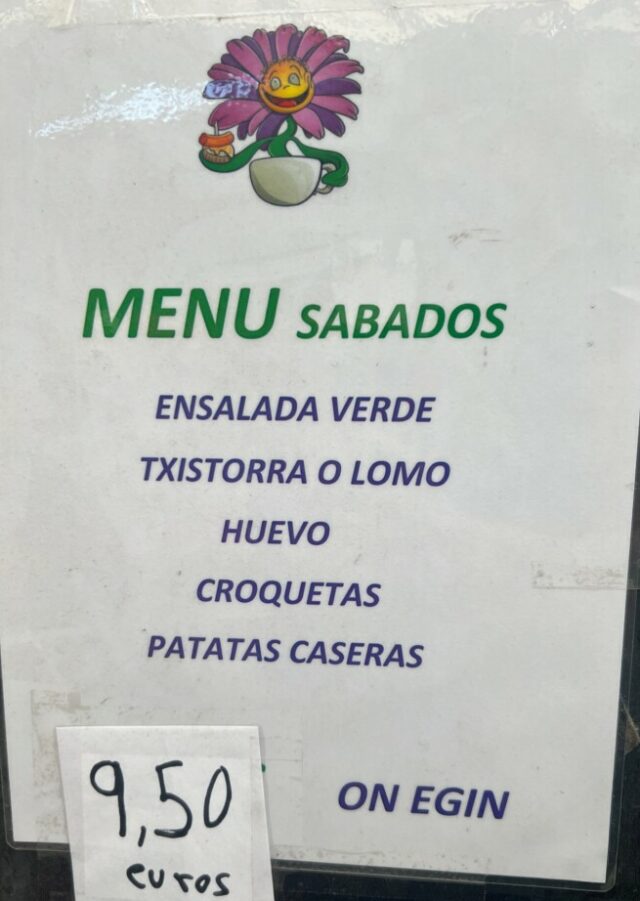 MENU SABADOS
ENSALADA VERDE
TXISTORRA O LOMO
HUEVO
CROQUETAS
PATATAS CASERAS
9,50
euros
ON EGIN